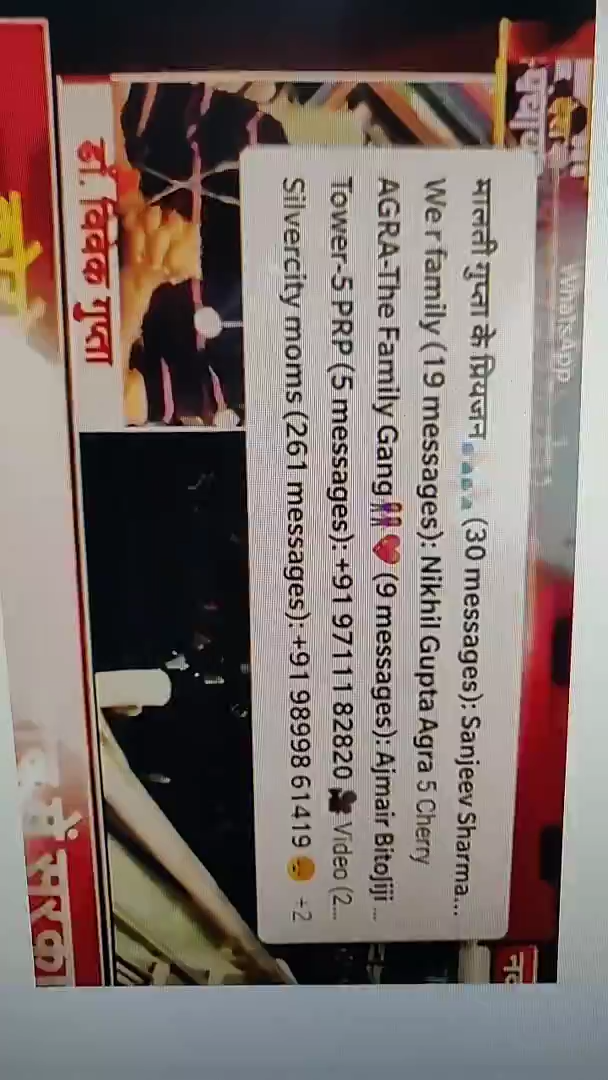 WhatsApp
मालती गुप्ता के प्रियजन💐💐💐💐 (30 messages): Sanjeev Sharma...
We r family (19 messages): Nikhil Gupta Agra 5 Cherry
AGRA-The Family Gang👭❤️ (9 messages): Ajmair Bitojiji ...
Tower-5 PRP (5 messages): +91 97111 82820 🎥 Video (2...
Silvercity moms (261 messages): +91 98998 61419 😢 +2
डॉ. विवेक गुप्ता
में सरका